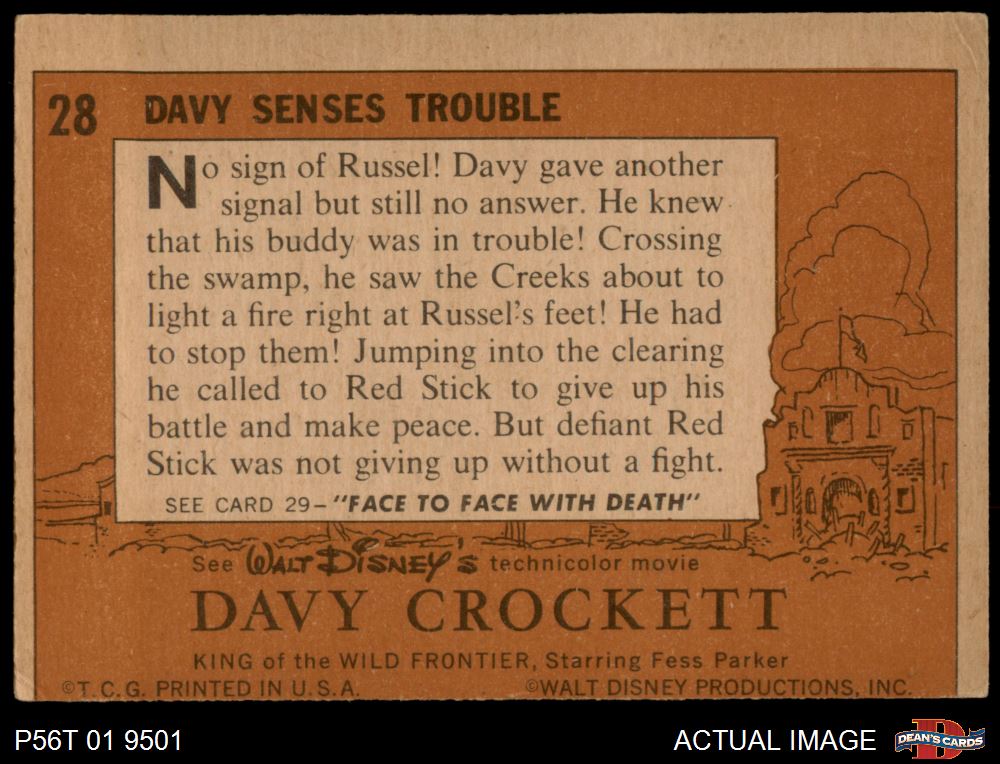 28 DAVY SENSES TROUBLE
No sign of Russel! Davy gave another
signal but still no answer. He knew
that his buddy was in trouble! Crossing
the swamp, he saw the Creeks about to
light a fire right at Russel's feet! He had
to stop them! Jumping into the clearing
he called to Red Stick to give up his
battle and make peace. But defiant Red
Stick was not giving up without a fight.
SEE CARD 29-"FACE TO FACE WITH DEATH"
See WALT DISNEY'S technicolor movie
DAVY CROCKETT
KING of the WILD FRONTIER, Starring Fess Parker
©T.C.G. PRINTED IN U.S.A. ©WALT DISNEY PRODUCTIONS, INC.
P56T 01 9501 ACTUAL IMAGE D DEAN'S CARDS